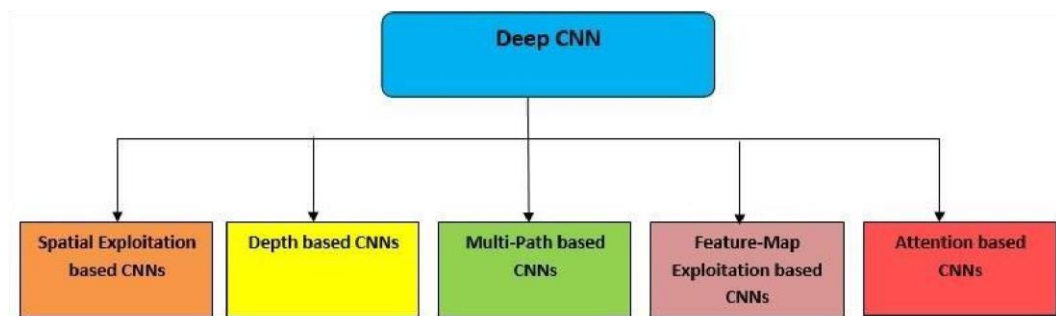 Deep CNN
Spatial Exploitation
based CNNs
Depth based CNNs
Multi-Path based
CNNs
Feature-Map
Exploitation based
CNNs
Attention based
CNNs